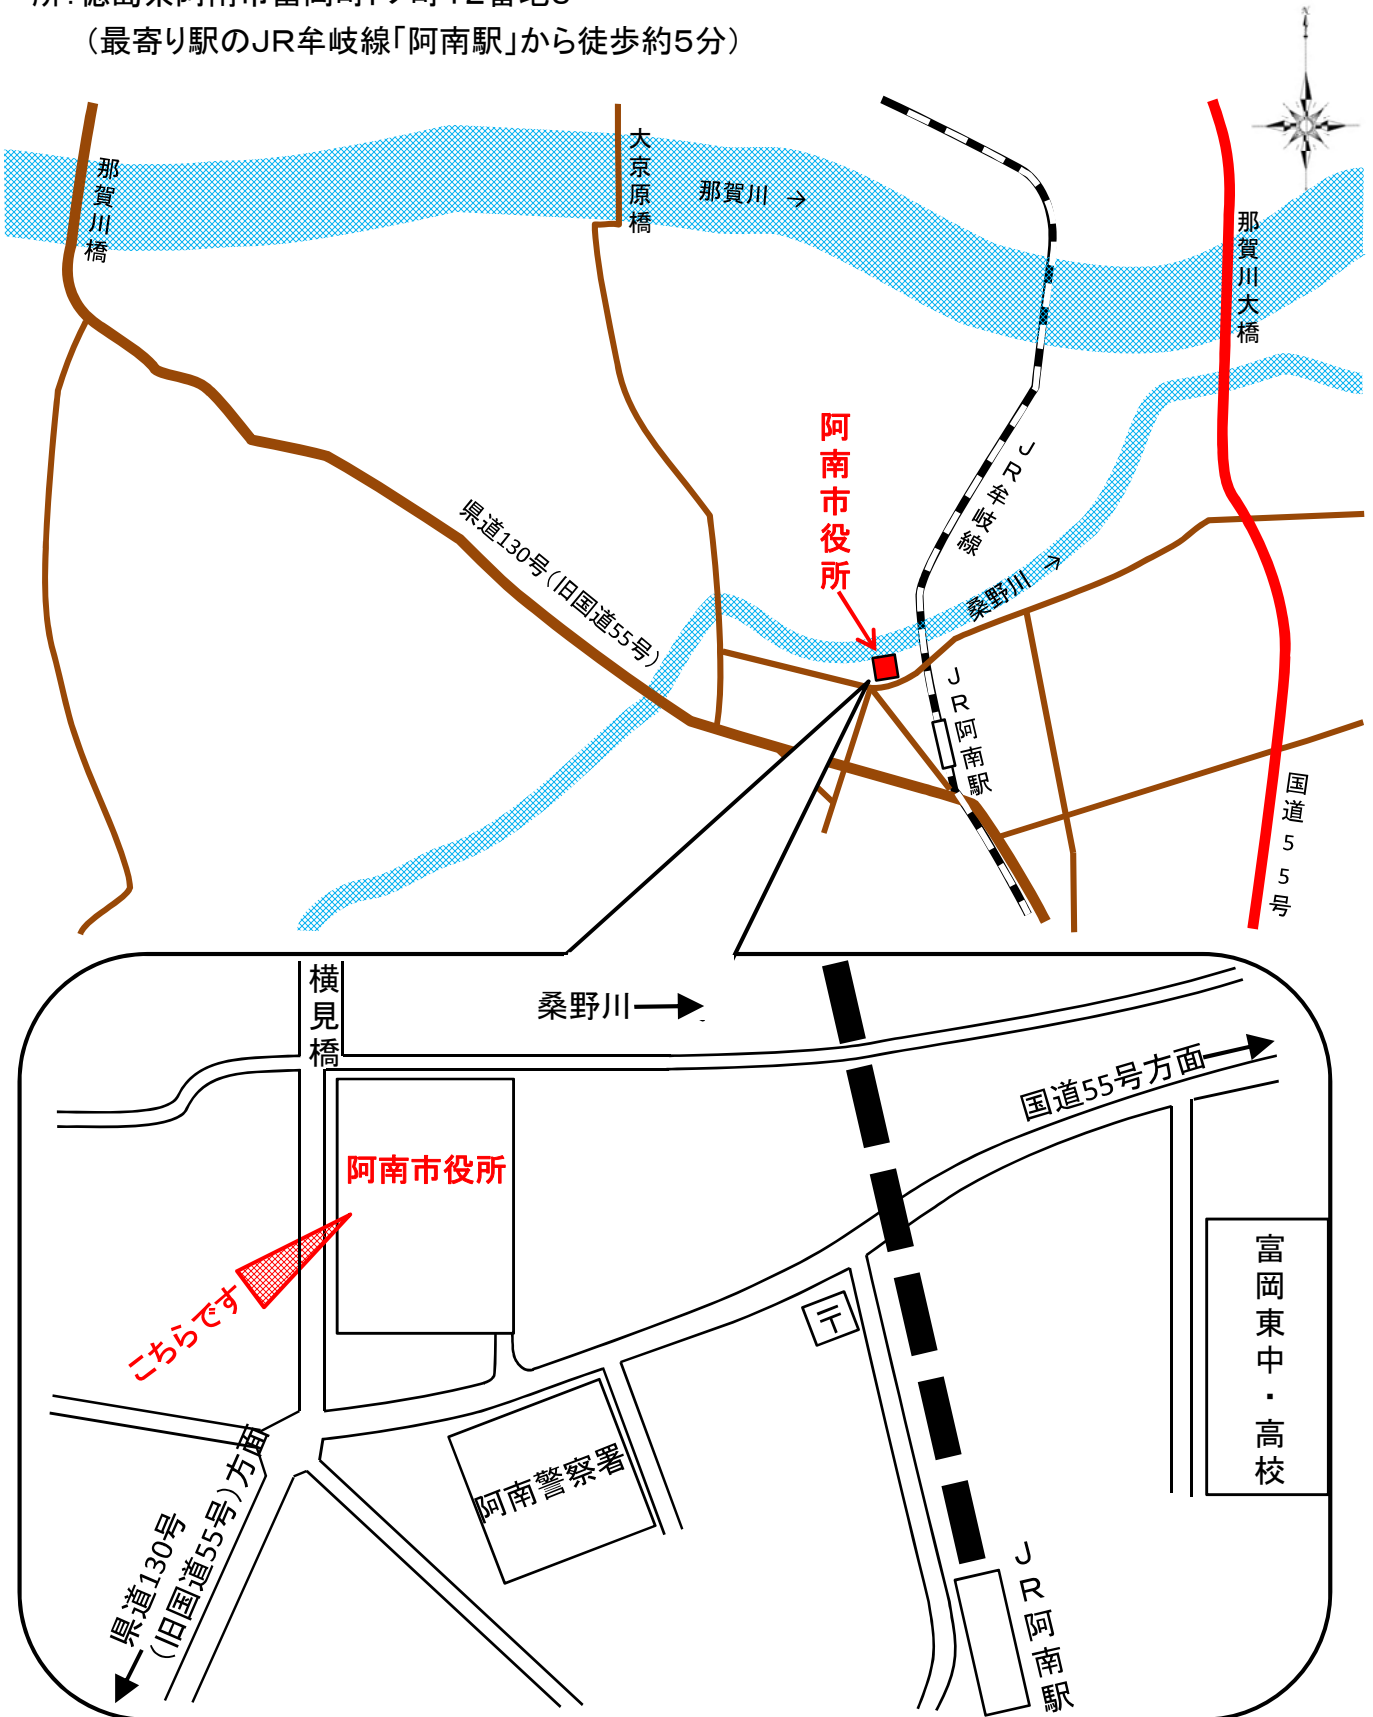 （最寄り駅のＪＲ牟岐線「阿南駅」から徒歩約５分）
那賀川橋
大京原橋
那賀川 →
那賀川大橋
阿南市役所
ＪＲ牟岐線
県道130号（旧国道55号）
桑野川 →
ＪＲ阿南駅
国道５５号
横見橋
桑野川
国道55号方面
阿南市役所
こちらです
〒
富岡東中・高校
阿南警察署
県道130号
（旧国道55号）方面
ＪＲ阿南駅